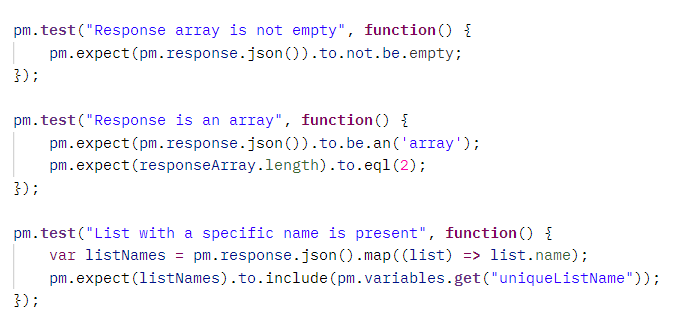 pm.test("Response array is not empty", function() {
    pm.expect(pm.response.json()).to.not.be.empty;
});

pm.test("Response is an array", function() {
    pm.expect(pm.response.json()).to.be.an('array');
    pm.expect(responseArray.length).to.eql(2);
});

pm.test("List with a specific name is present", function() {
    var listNames = pm.response.json().map((list) => list.name);
    pm.expect(listNames).to.include(pm.variables.get("uniqueListName"));
});